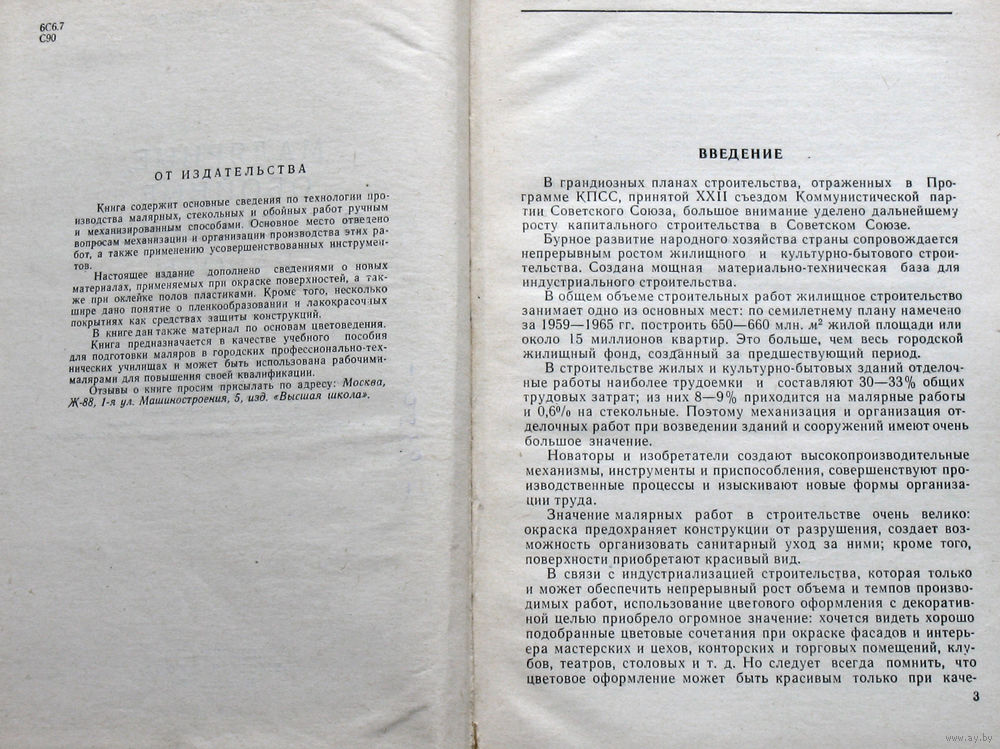 6С6.7
С90
ОТ ИЗДАТЕЛЬСТВА
Книга содержит основные сведения по технологии про-
изводства малярных, стекольных и обойных работ ручным
и механизированным способами. Основное место отведено
вопросам механизации и организации производства этих ра-
бот, а также применению усовершенствованных инструмен-
тов.
Настоящее издание дополнено сведениями о новых
материалах, применяемых при окраске поверхностей, а так-
же при оклейке полов пластиками. Кроме того, несколько
шире дано понятие о пленкообразовании и лакокрасочных
покрытиях как средствах защиты конструкций.
В книге дан также материал по основам цветоведения.
Книга предназначается в качестве учебного пособия
для подготовки маляров в городских профессионально-тех-
нических училищах и может быть использована рабочими-
малярами для повышения своей квалификации.
Отзывы о книге просим присылать по адресу: Москва,
Ж-88, 1-я ул. Машиностроения, 5, изд. «Высшая школа».
ВВЕДЕНИЕ
В грандиозных планах строительства, отраженных в Про-
грамме КПСС, принятой XXII съездом Коммунистической пар-
тии Советского Союза, большое внимание уделено дальнейшему
росту капитального строительства в Советском Союзе.
Бурное развитие народного хозяйства страны сопровождается
непрерывным ростом жилищного и культурно-бытового строи-
тельства. Создана мощная материально-техническая база для
индустриального строительства.
В общем объеме строительных работ жилищное строительство
занимает одно из основных мест: по семилетнему плану намечено
за 1959—1965 гг. построить 650—660 млн. м² жилой площади или
около 15 миллионов квартир. Это больше, чем весь городской
жилищный фонд, созданный за предшествующий период.
В строительстве жилых и культурно-бытовых зданий отделоч-
ные работы наиболее трудоемки и составляют 30—33% общих
трудовых затрат; из них 8—9% приходится на малярные работы
и 0,6% на стекольные. Поэтому механизация и организация от-
делочных работ при возведении зданий и сооружений имеют очень
большое значение.
Новаторы и изобретатели создают высокопроизводительные
механизмы, инструменты и приспособления, совершенствуют про-
изводственные процессы и изыскивают новые формы организа-
ции труда.
Значение малярных работ в строительстве очень велико:
окраска предохраняет конструкции от разрушения, создает воз-
можность организовать санитарный уход за ними; кроме того,
поверхности приобретают красивый вид.
В связи с индустриализацией строительства, которая только
и может обеспечить непрерывный рост объема и темпов производ-
димых работ, использование цветового оформления с декоратив-
ной целью приобрело огромное значение: хочется видеть хорошо
подобранные цветовые сочетания при окраске фасадов и интерь-
ера мастерских и цехов, конторских и торговых помещений, клу-
бов, театров, столовых и т. д. Но следует всегда помнить, что
цветовое оформление может быть красивым только при каче-
3
www.ay.by